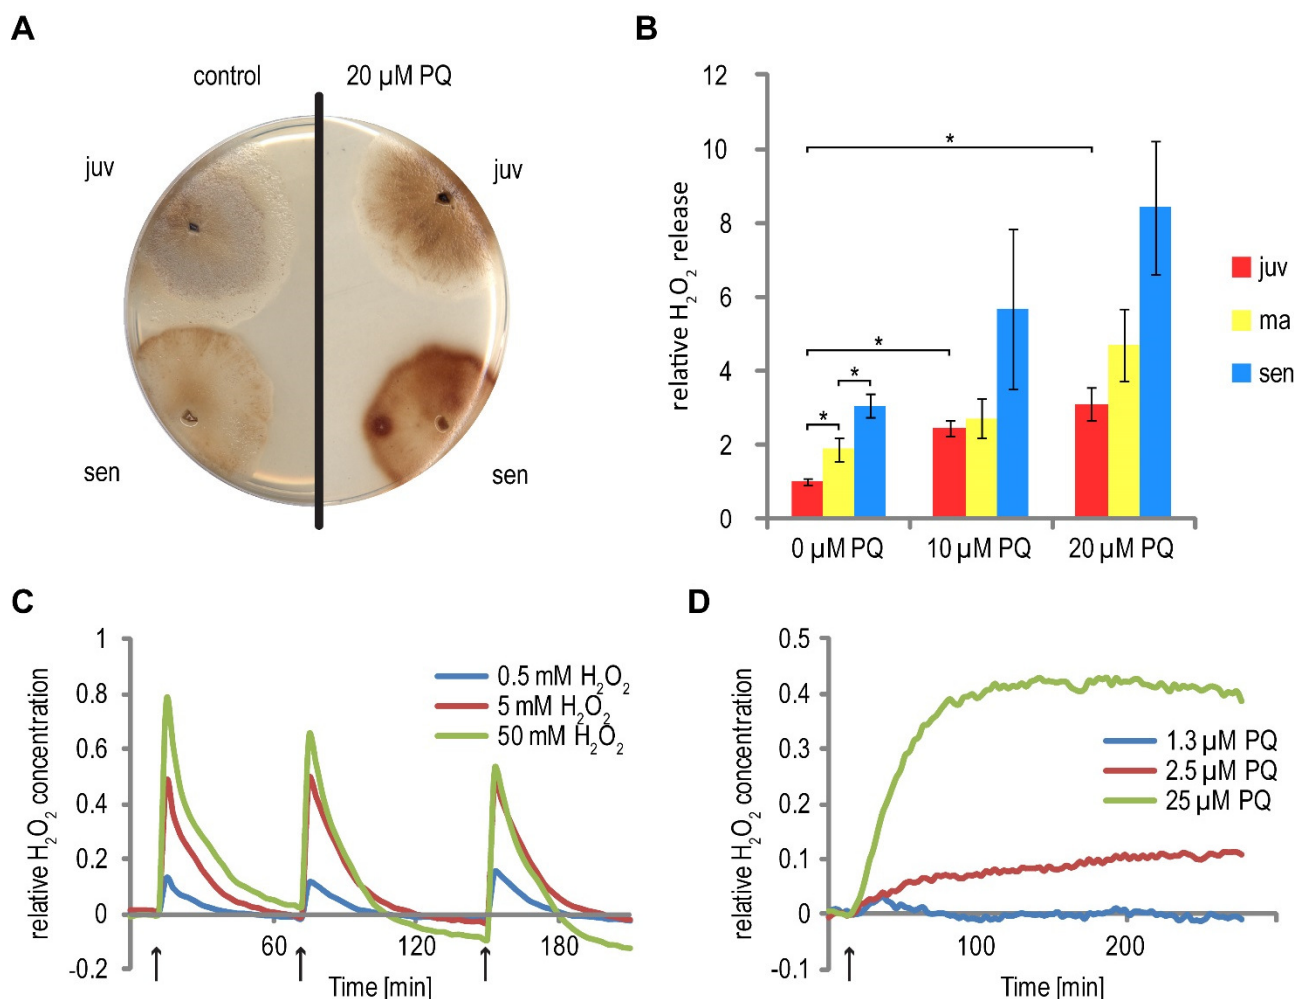 A
control
20 µM PQ
juv
juv
sen
sen
B
relative H₂O₂ release
12
10
8
6
4
2
0
*
*
*
*
0 µM PQ
10 µM PQ
20 µM PQ
juv
ma
sen
C
relative H₂O₂ concentration
1
0.8
0.6
0.4
0.2
0
-0.2
60
120
180
Time [min]
0.5 mM H₂O₂
5 mM H₂O₂
50 mM H₂O₂
D
relative H₂O₂ concentration
0.5
0.4
0.3
0.2
0.1
0
-0.1
100
200
Time [min]
1.3 µM PQ
2.5 µM PQ
25 µM PQ